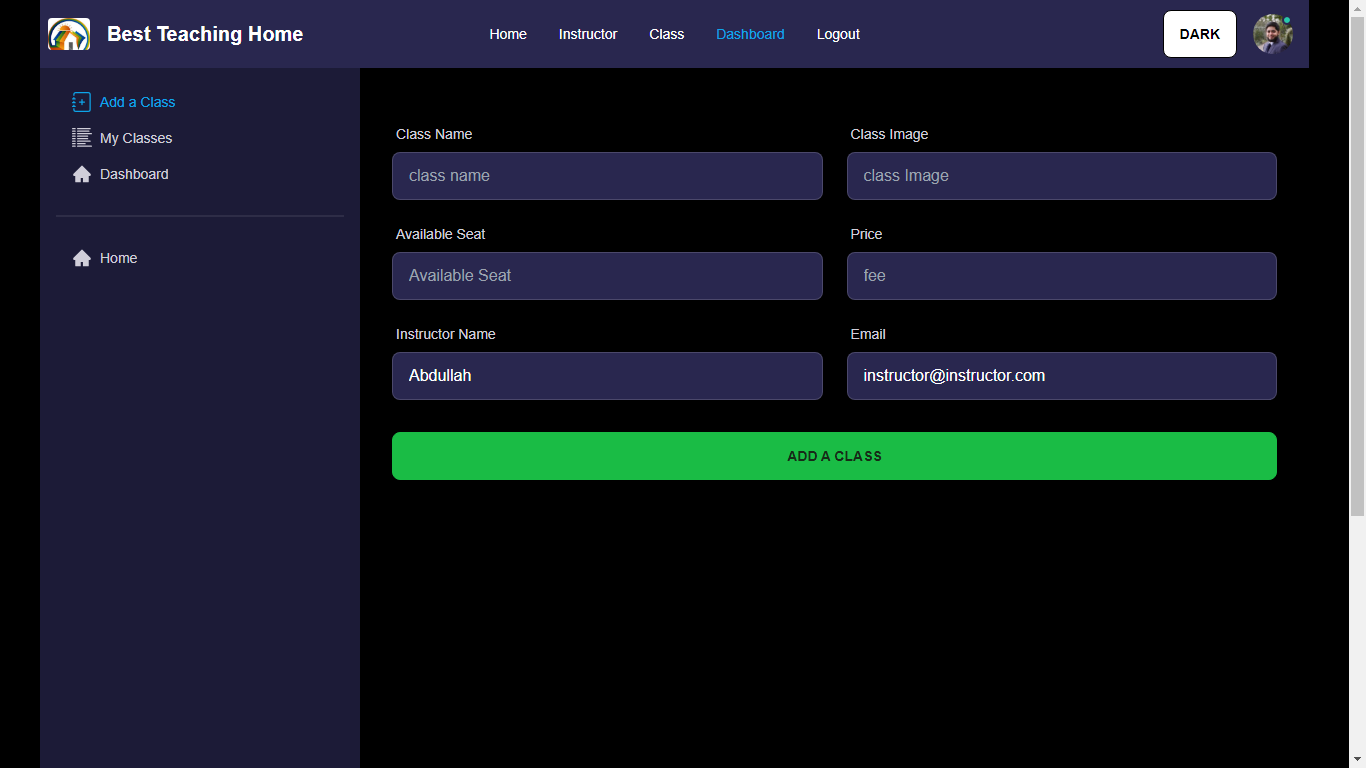 Best Teaching Home
Home Instructor Class Dashboard Logout
DARK
Add a Class
My Classes
Dashboard
Home
Class Name Class Image
class name class Image
Available Seat Price
Available Seat fee
Instructor Name Email
Abdullah instructor@instructor.com
ADD A CLASS